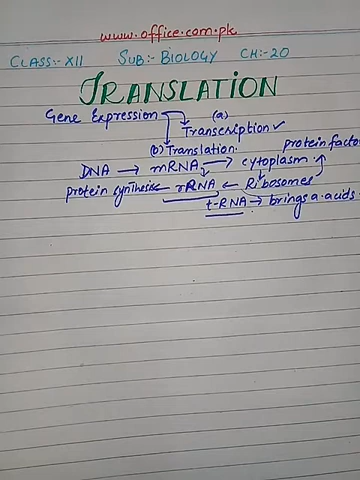 www.office.com.pk
CLASS:- XII SUB:- BIOLOGY CH:- 20
TRANSLATION
Gene Expression (a)
Transcription ✓
(b) Translation. protein facto
DNA → mRNA → cytoplasm
protein synthesis ← rRNA ← Ribosomes
t-RNA → brings a.acids.